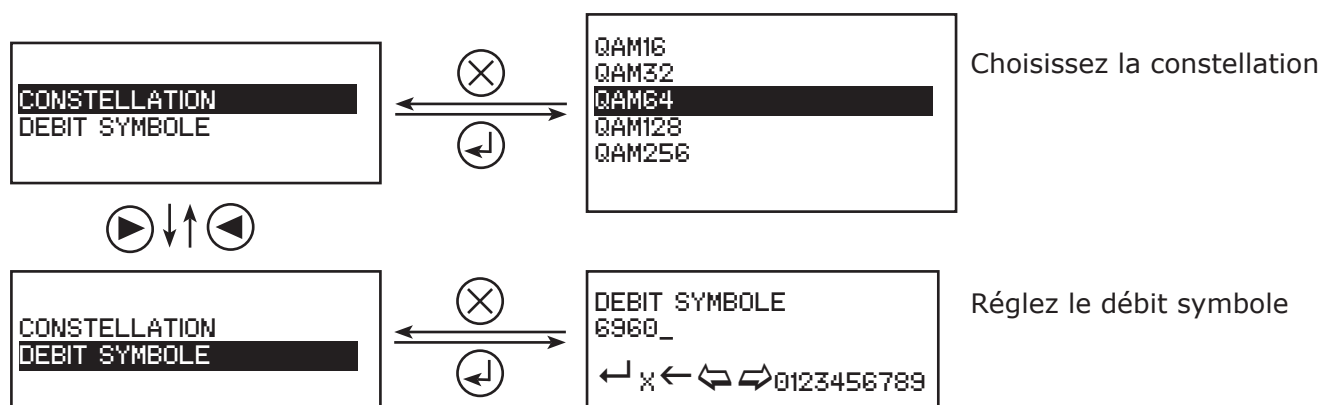 CONSTELLATION
DEBIT SYMBOLE
QAM16
QAM32
QAM64
QAM128
QAM256
Choisissez la constellation
CONSTELLATION
DEBIT SYMBOLE
DEBIT SYMBOLE
6960_
↵ x ← ⇦ ⇨ 0123456789
Réglez le débit symbole